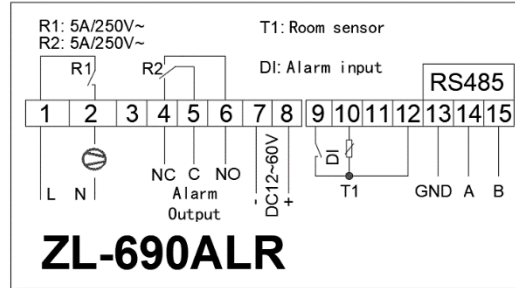 R1: 5A/250V~
R2: 5A/250V~
T1: Room sensor
DI: Alarm input
R1
R2
RS485
1 2 3 4 5 6 7 8 9 10 11 12 13 14 15
L N
NC C NO
Alarm
Output
- DC12~60V +
DI
T1
GND A B
ZL-690ALR